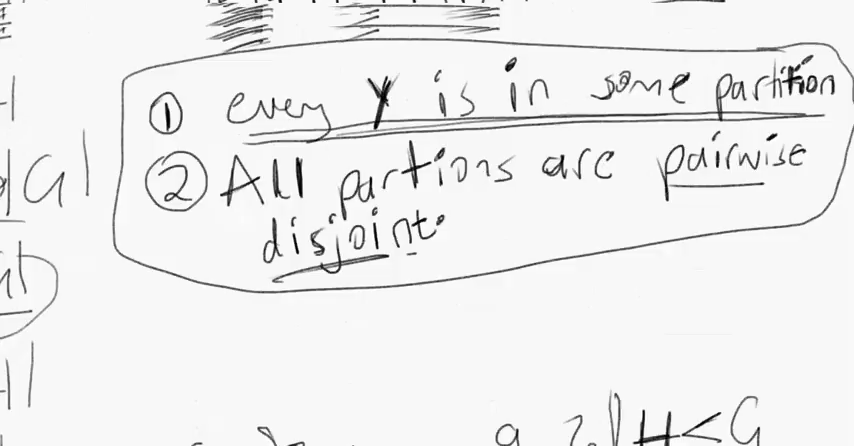 ① every y is in some partition
② All partions are pairwise
disjoint.
G|
H<G